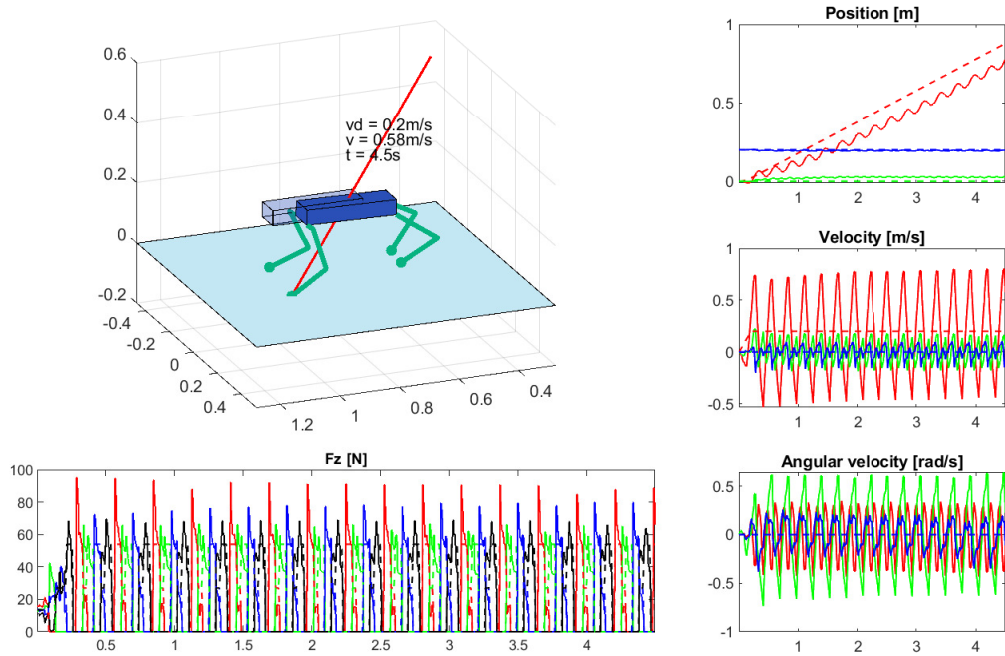 0.6
0.4
0.2
0
-0.2
-0.4
-0.2
0
0.2
0.4
1.2
1
0.8
0.6
0.4
vd = 0.2m/s
v = 0.58m/s
t = 4.5s
Position [m]
1
0.5
0
1 2 3 4
Velocity [m/s]
1
0.5
0
-0.5
1 2 3 4
Fz [N]
100
80
60
40
20
0
0.5 1 1.5 2 2.5 3 3.5 4
Angular velocity [rad/s]
0.5
0
-0.5
-1
1 2 3 4